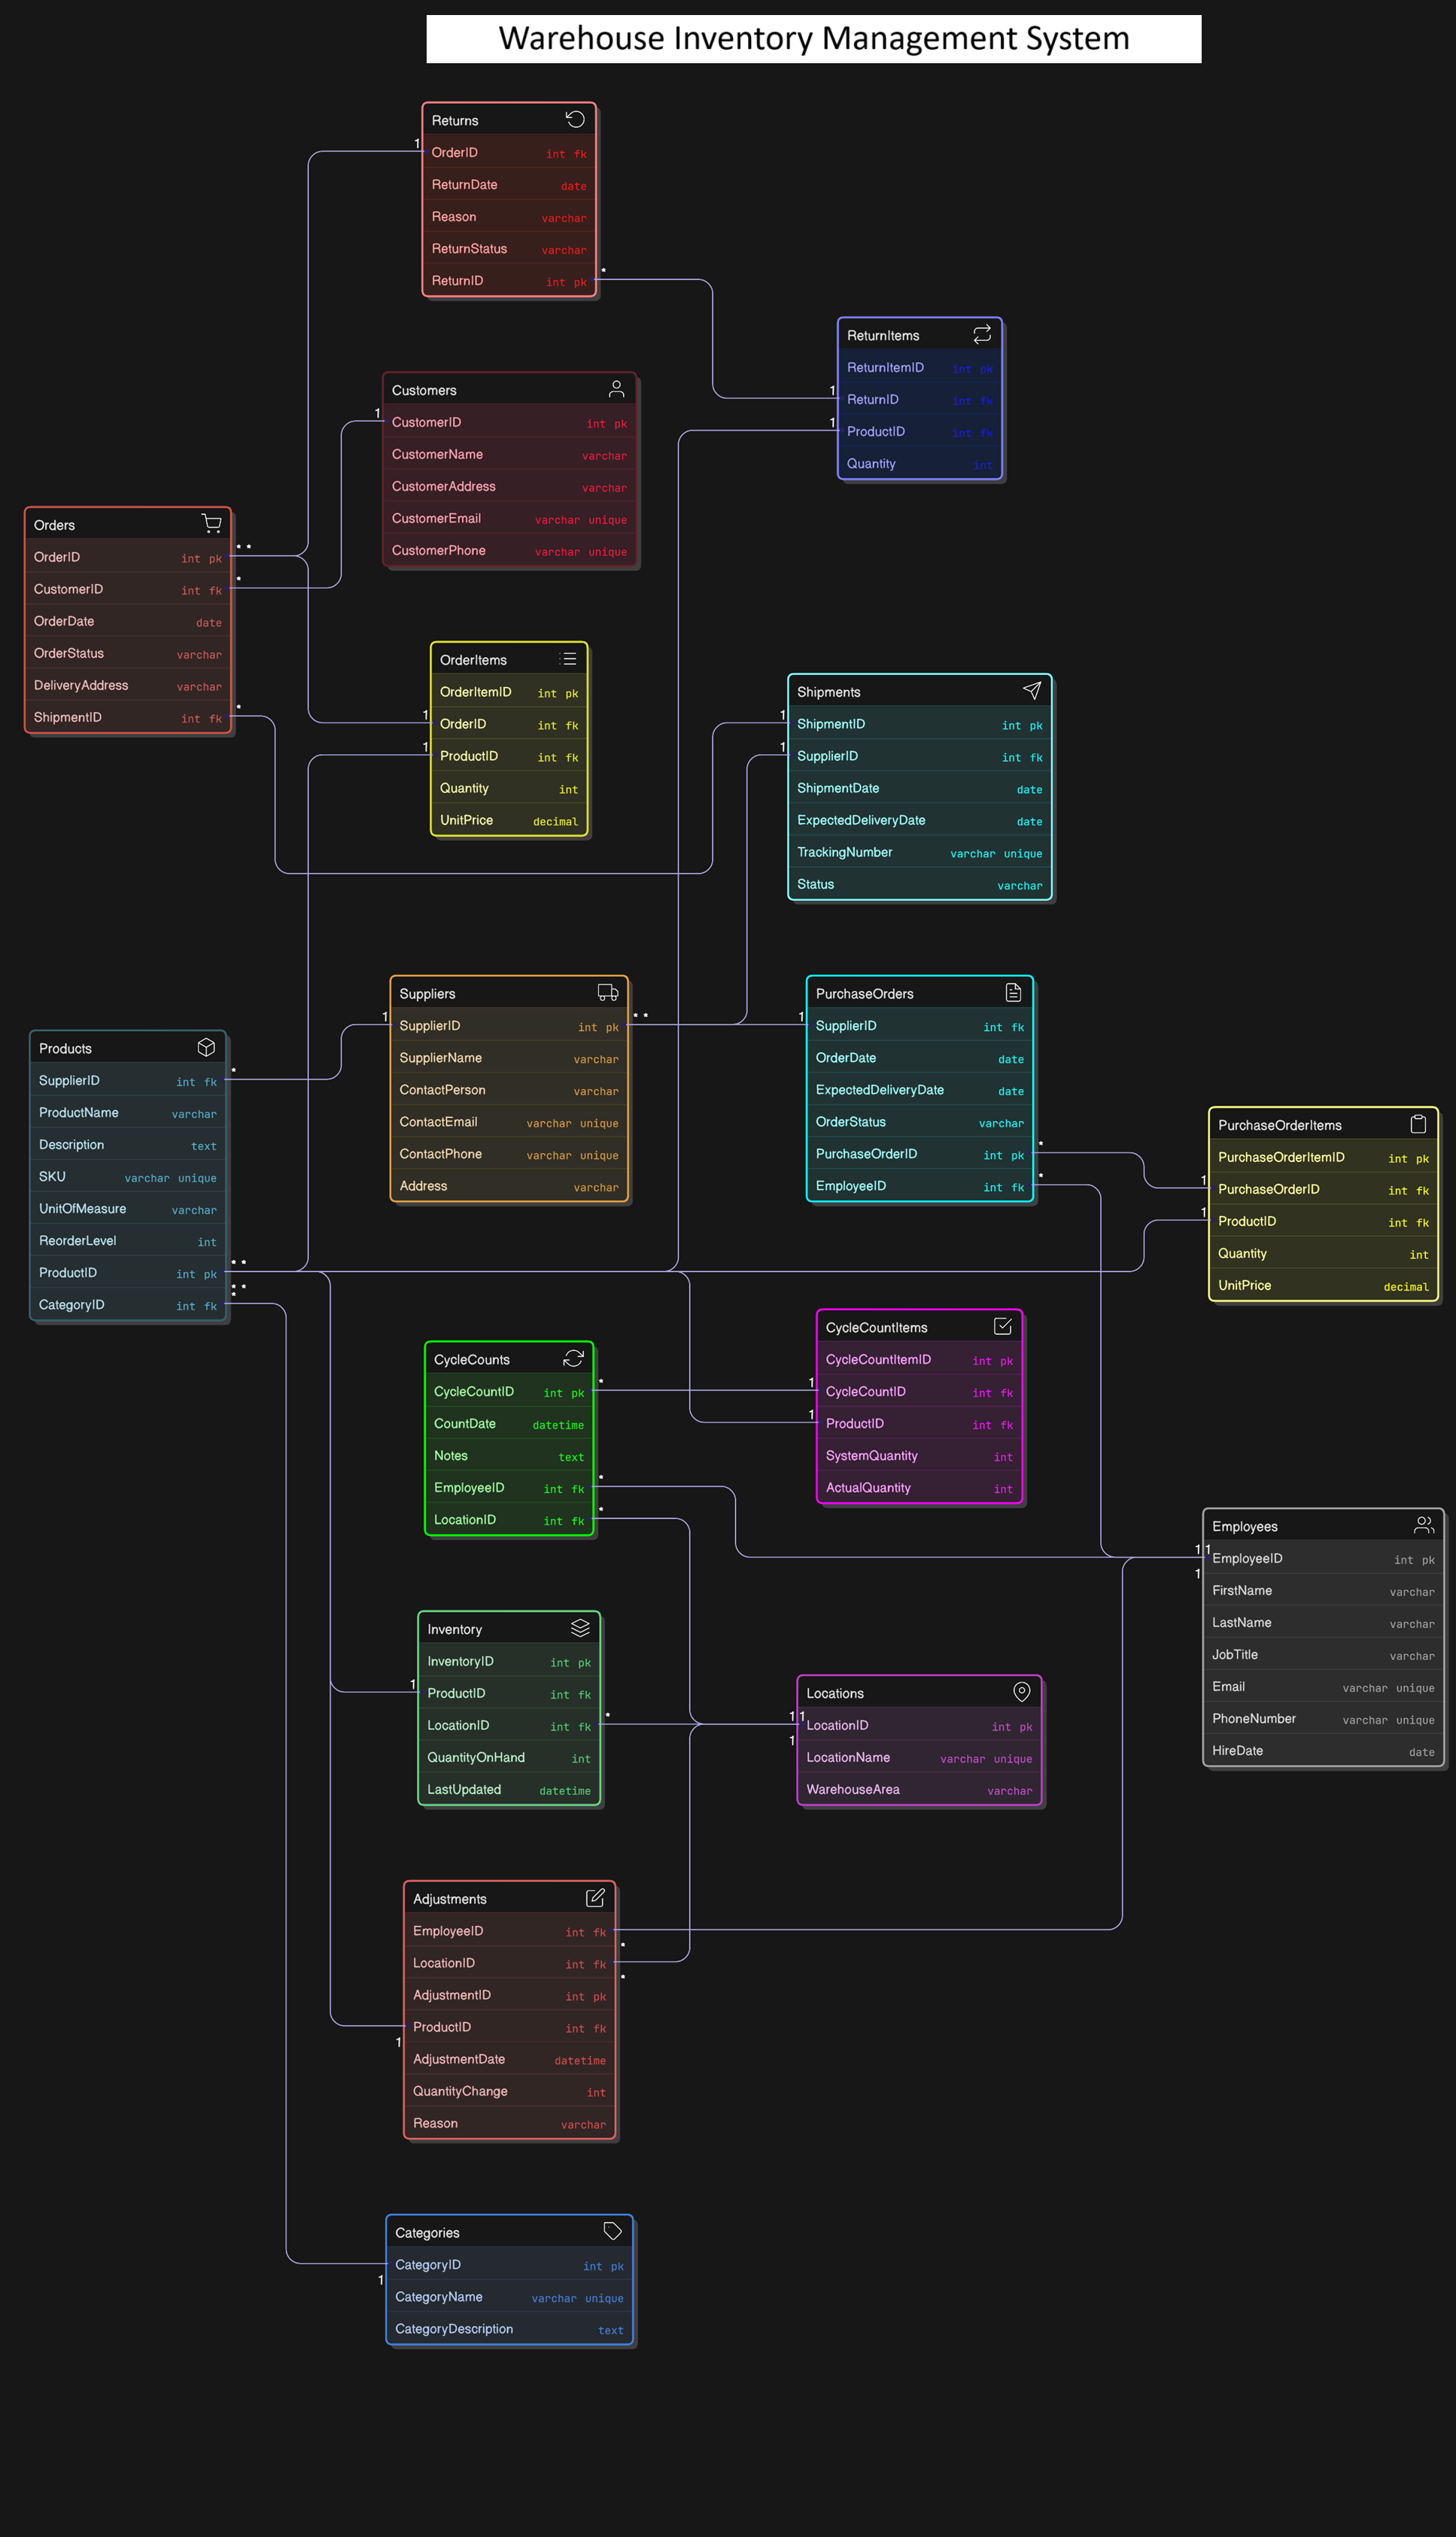 Warehouse Inventory Management System
Returns
OrderID int fk
ReturnDate date
Reason varchar
ReturnStatus varchar
ReturnID int pk
ReturnItems
ReturnItemID int pk
ReturnID int fk
ProductID int fk
Quantity int
Customers
CustomerID int pk
CustomerName varchar
CustomerAddress varchar
CustomerEmail varchar unique
CustomerPhone varchar unique
Orders
OrderID int pk
CustomerID int fk
OrderDate date
OrderStatus varchar
DeliveryAddress varchar
ShipmentID int fk
OrderItems
OrderItemID int pk
OrderID int fk
ProductID int fk
Quantity int
UnitPrice decimal
Shipments
ShipmentID int pk
SupplierID int fk
ShipmentDate date
ExpectedDeliveryDate date
TrackingNumber varchar unique
Status varchar
Suppliers
SupplierID int pk
SupplierName varchar
ContactPerson varchar
ContactEmail varchar unique
ContactPhone varchar unique
Address varchar
PurchaseOrders
SupplierID int fk
OrderDate date
ExpectedDeliveryDate date
OrderStatus varchar
PurchaseOrderID int pk
EmployeeID int fk
Products
SupplierID int fk
ProductName varchar
Description text
SKU varchar unique
UnitOfMeasure varchar
ReorderLevel int
ProductID int pk
CategoryID int fk
PurchaseOrderItems
PurchaseOrderItemID int pk
PurchaseOrderID int fk
ProductID int fk
Quantity int
UnitPrice decimal
CycleCountItems
CycleCountItemID int pk
CycleCountID int fk
ProductID int fk
SystemQuantity int
ActualQuantity int
CycleCounts
CycleCountID int pk
CountDate datetime
Notes text
EmployeeID int fk
LocationID int fk
Employees
EmployeeID int pk
FirstName varchar
LastName varchar
JobTitle varchar
Email varchar unique
PhoneNumber varchar unique
HireDate date
Inventory
InventoryID int pk
ProductID int fk
LocationID int fk
QuantityOnHand int
LastUpdated datetime
Locations
LocationID int pk
LocationName varchar unique
WarehouseArea varchar
Adjustments
EmployeeID int fk
LocationID int fk
AdjustmentID int pk
ProductID int fk
AdjustmentDate datetime
QuantityChange int
Reason varchar
Categories
CategoryID int pk
CategoryName varchar unique
CategoryDescription text